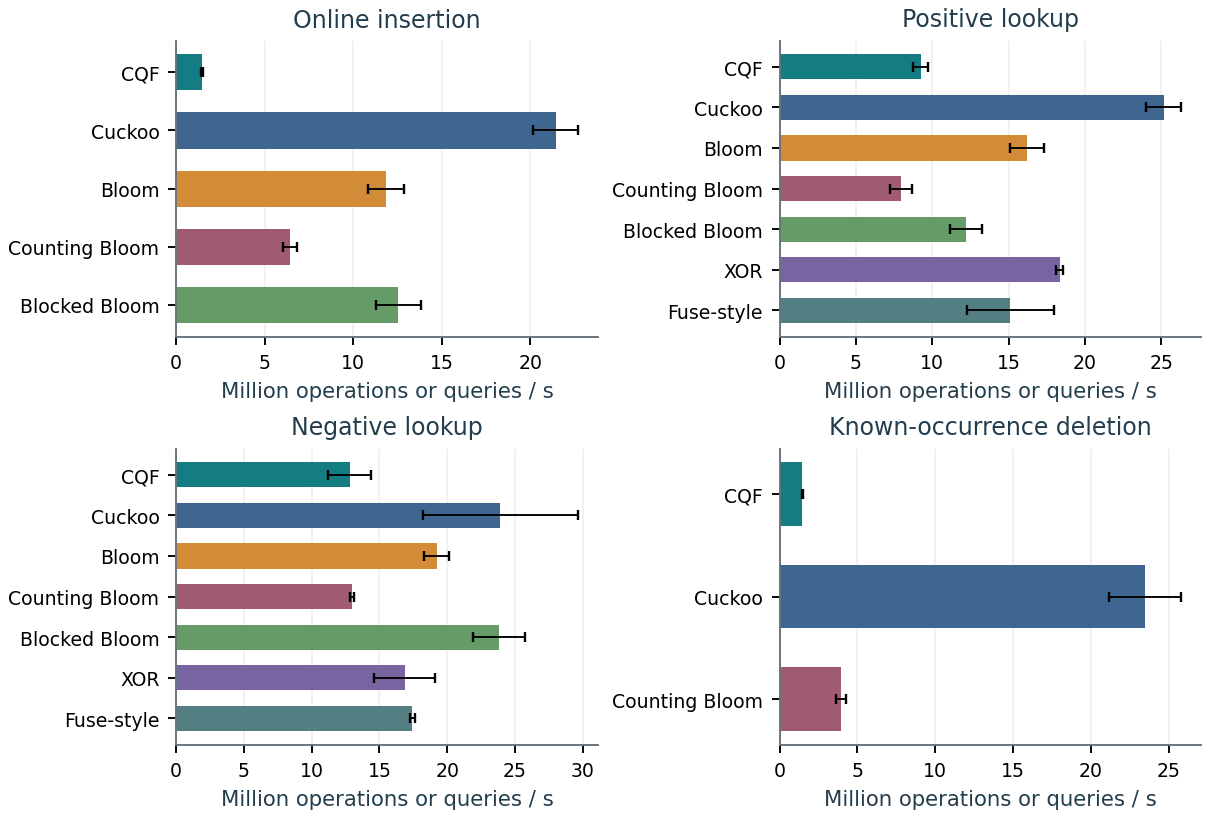 Online insertion
CQF
Cuckoo
Bloom
Counting Bloom
Blocked Bloom
0 5 10 15 20
Million operations or queries / s
Positive lookup
CQF
Cuckoo
Bloom
Counting Bloom
Blocked Bloom
XOR
Fuse-style
0 5 10 15 20 25
Million operations or queries / s
Negative lookup
CQF
Cuckoo
Bloom
Counting Bloom
Blocked Bloom
XOR
Fuse-style
0 5 10 15 20 25 30
Million operations or queries / s
Known-occurrence deletion
CQF
Cuckoo
Counting Bloom
0 5 10 15 20 25
Million operations or queries / s